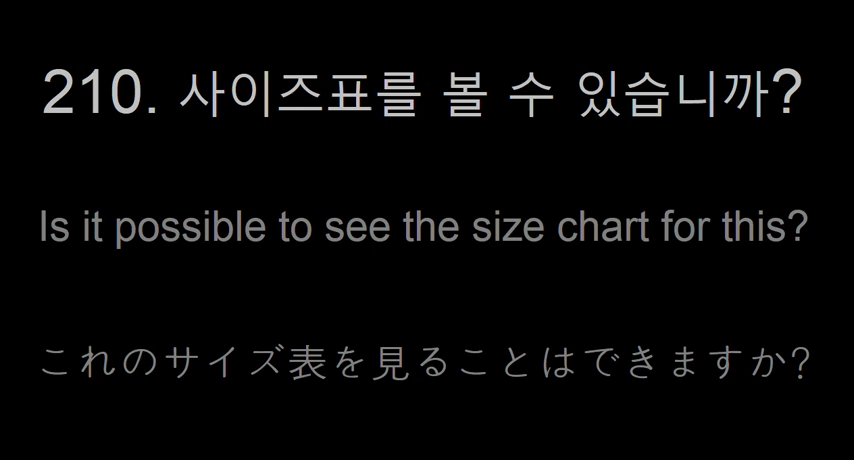 210. 사이즈표를 볼 수 있습니까?
Is it possible to see the size chart for this?
これのサイズ表を見ることはできますか?